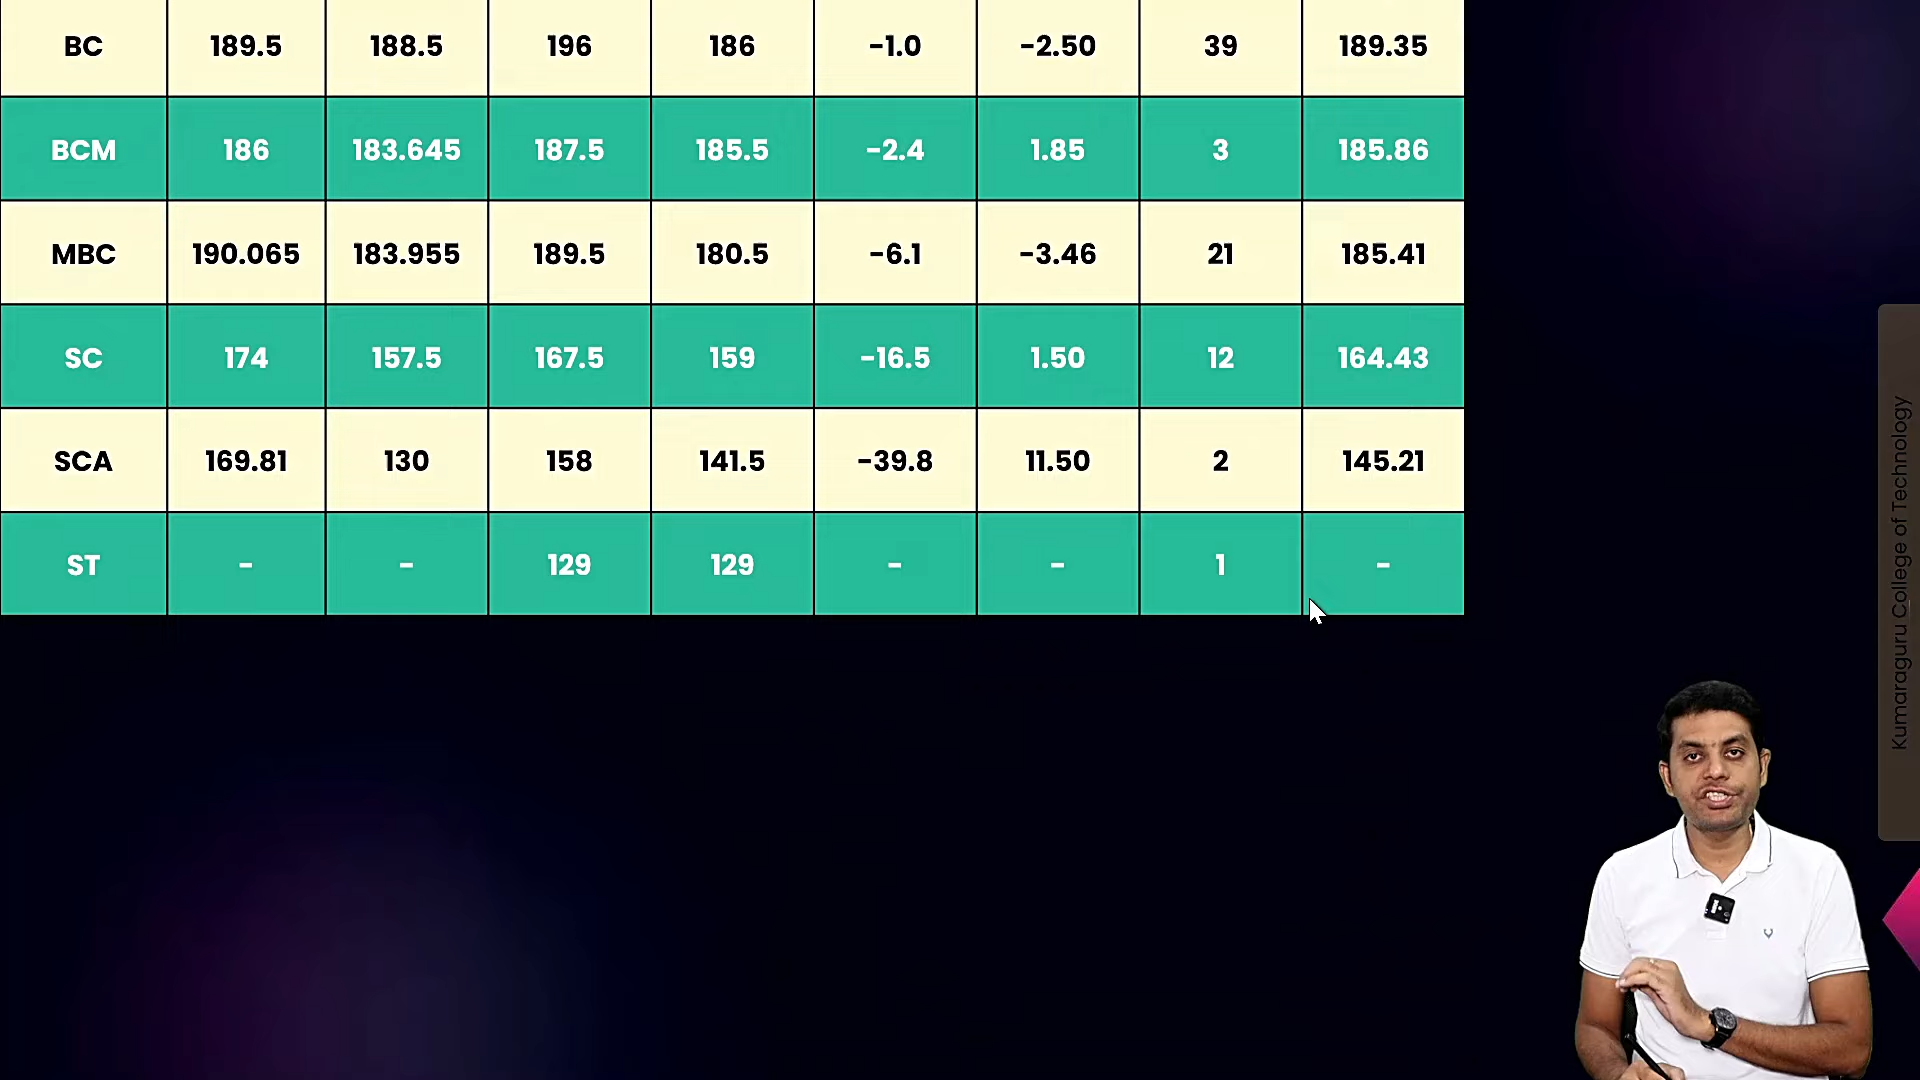 BC 189.5 188.5 196 186 -1.0 -2.50 39 189.35
BCM 186 183.645 187.5 185.5 -2.4 1.85 3 185.86
MBC 190.065 183.955 189.5 180.5 -6.1 -3.46 21 185.41
SC 174 157.5 167.5 159 -16.5 1.50 12 164.43
SCA 169.81 130 158 141.5 -39.8 11.50 2 145.21
ST - - 129 129 - - 1 -
Kumaraguru College of Technology